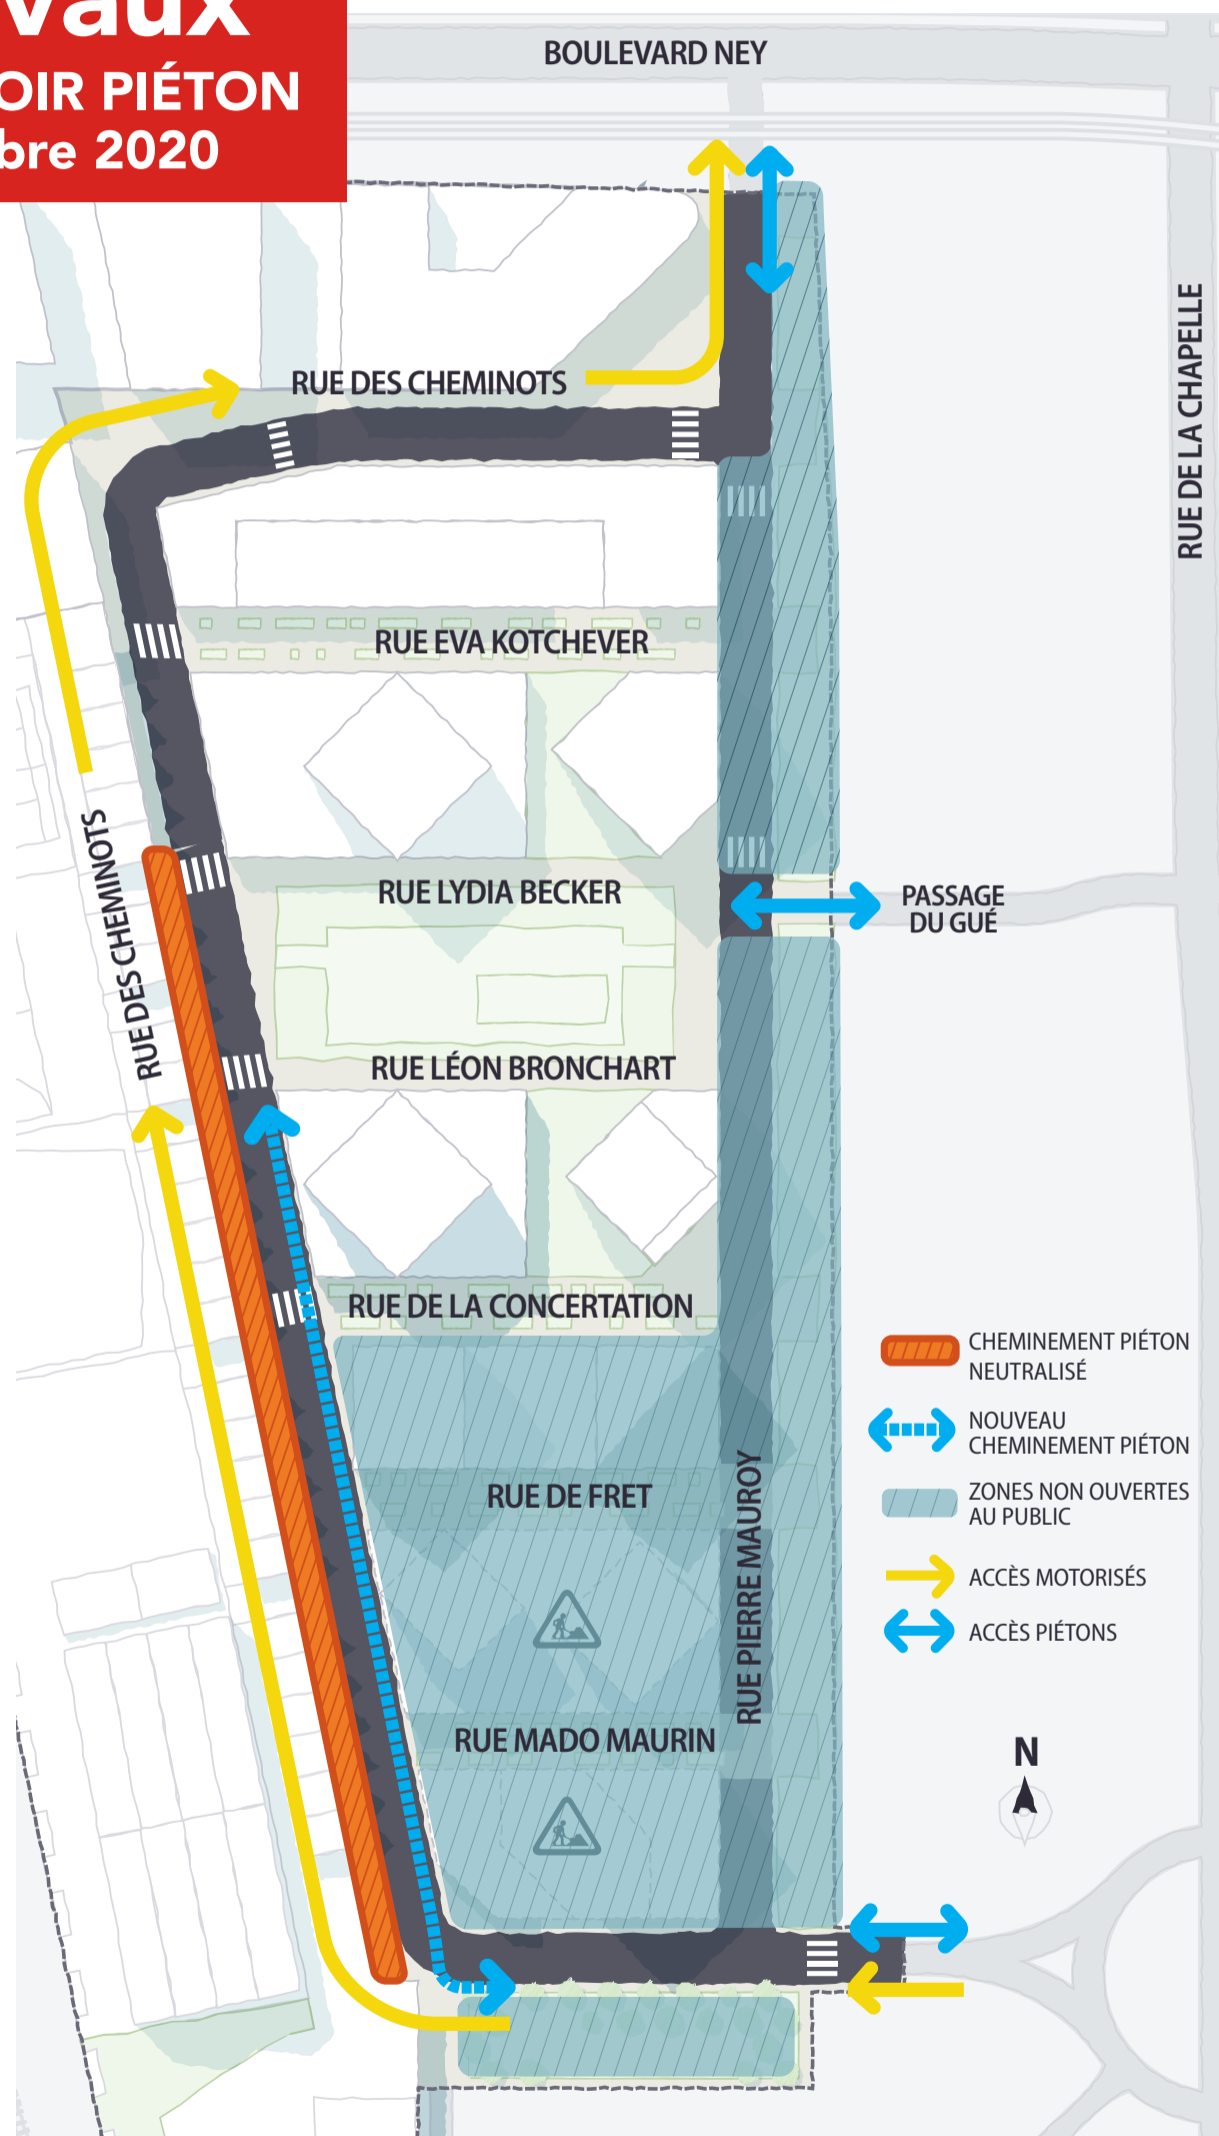 BOULEVARD NEY
OIR PIÉTON
2020
RUE DE LA CHAPELLE
RUE DES CHEMINOTS
RUE EVA KOTCHEVER
RUE DES CHEMINOTS
RUE LYDIA BECKER
PASSAGE
DU GUÉ
RUE LÉON BRONCHART
RUE DE LA CONCERTATION
CHEMINEMENT PIÉTON
NEUTRALISÉ
NOUVEAU
CHEMINEMENT PIÉTON
ZONES NON OUVERTES
AU PUBLIC
ACCÈS MOTORISÉS
ACCÈS PIÉTONS
RUE DE FRET
RUE PIERRE MAUROY
RUE MADO MAURIN
N